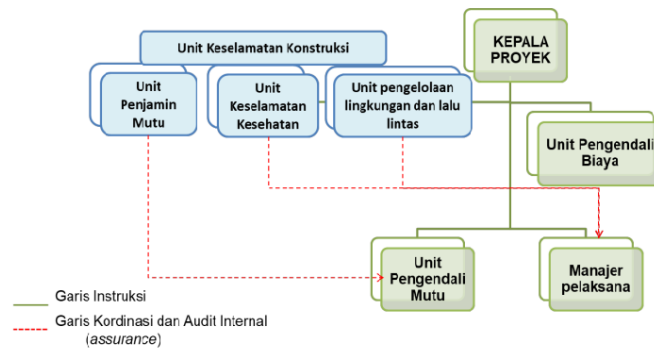 Unit Keselamatan Konstruksi
KEPALA
PROYEK
Unit
Penjamin
Mutu
Unit
Keselamatan
Kesehatan
Unit pengelolaan
lingkungan dan lalu
lintas
Unit Pengendali
Biaya
Unit
Pengendali
Mutu
Manajer
pelaksana
Garis Instruksi
Garis Kordinasi dan Audit Internal
(assurance)